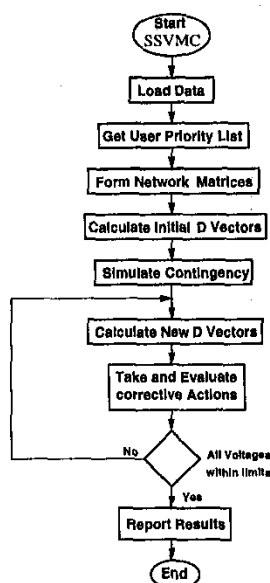 Start
SSVMC
Load Data
Get User Priority List
Form Network Matrices
Calculate Initial D Vectors
Simulate Contingency
Calculate New D Vectors
Take and Evaluate
corrective Actions
No
All Voltages
within limits
Yes
Report Results
End